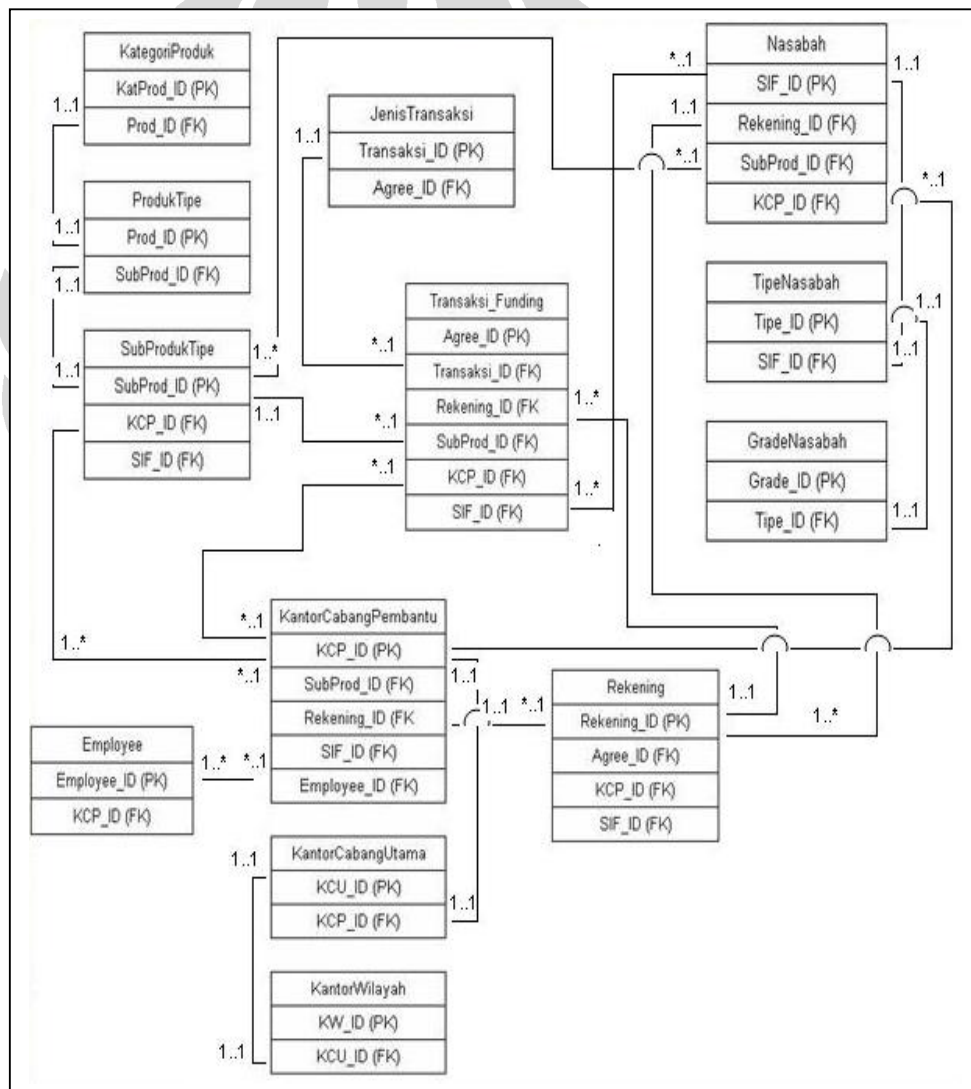 KategoriProduk
KatProd_ID (PK)
Prod_ID (FK)
1..1
ProdukTipe
Prod_ID (PK)
SubProd_ID (FK)
1..1
1..1
SubProdukTipe
SubProd_ID (PK)
KCP_ID (FK)
SIF_ID (FK)
1..1
1..*
1..1
1..*
JenisTransaksi
Transaksi_ID (PK)
Agree_ID (FK)
1..1
Transaksi_Funding
Agree_ID (PK)
Transaksi_ID (FK)
Rekening_ID (FK
SubProd_ID (FK)
KCP_ID (FK)
SIF_ID (FK)
*..1
*..1
*..1
1..*
1..*
Nasabah
SIF_ID (PK)
Rekening_ID (FK)
SubProd_ID (FK)
KCP_ID (FK)
*..1
1..1
*..1
1..1
*..1
TipeNasabah
Tipe_ID (PK)
SIF_ID (FK)
1..1
1..1
GradeNasabah
Grade_ID (PK)
Tipe_ID (FK)
1..1
KantorCabangPembantu
KCP_ID (PK)
SubProd_ID (FK)
Rekening_ID (FK
SIF_ID (FK)
Employee_ID (FK)
*..1
*..1
*..1
1..1
1..1
Rekening
Rekening_ID (PK)
Agree_ID (FK)
KCP_ID (FK)
SIF_ID (FK)
*..1
1..1
1..*
Employee
Employee_ID (PK)
KCP_ID (FK)
1..*
KantorCabangUtama
KCU_ID (PK)
KCP_ID (FK)
1..1
1..1
KantorWilayah
KW_ID (PK)
KCU_ID (FK)
1..1